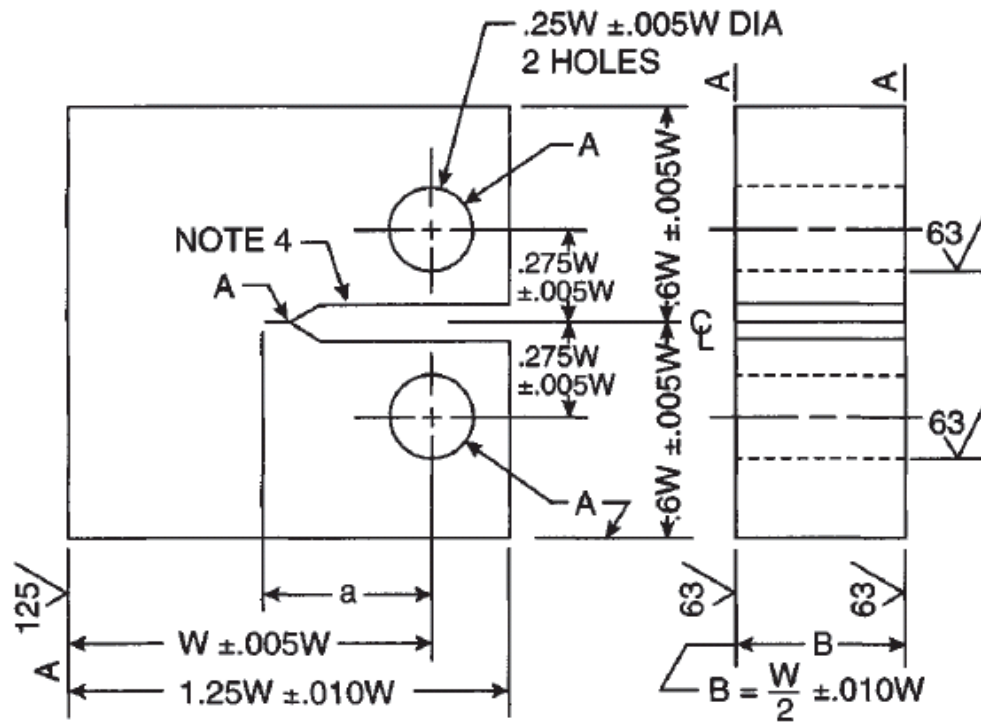 .25W ±.005W DIA
2 HOLES
A
A
A
NOTE 4
A
.275W
±.005W
.6W ±.005W
63
℄
.275W
±.005W
.6W ±.005W
63
A
125
a
63
63
W ±.005W
B
A
1.25W ±.010W
B = W/2 ±.010W